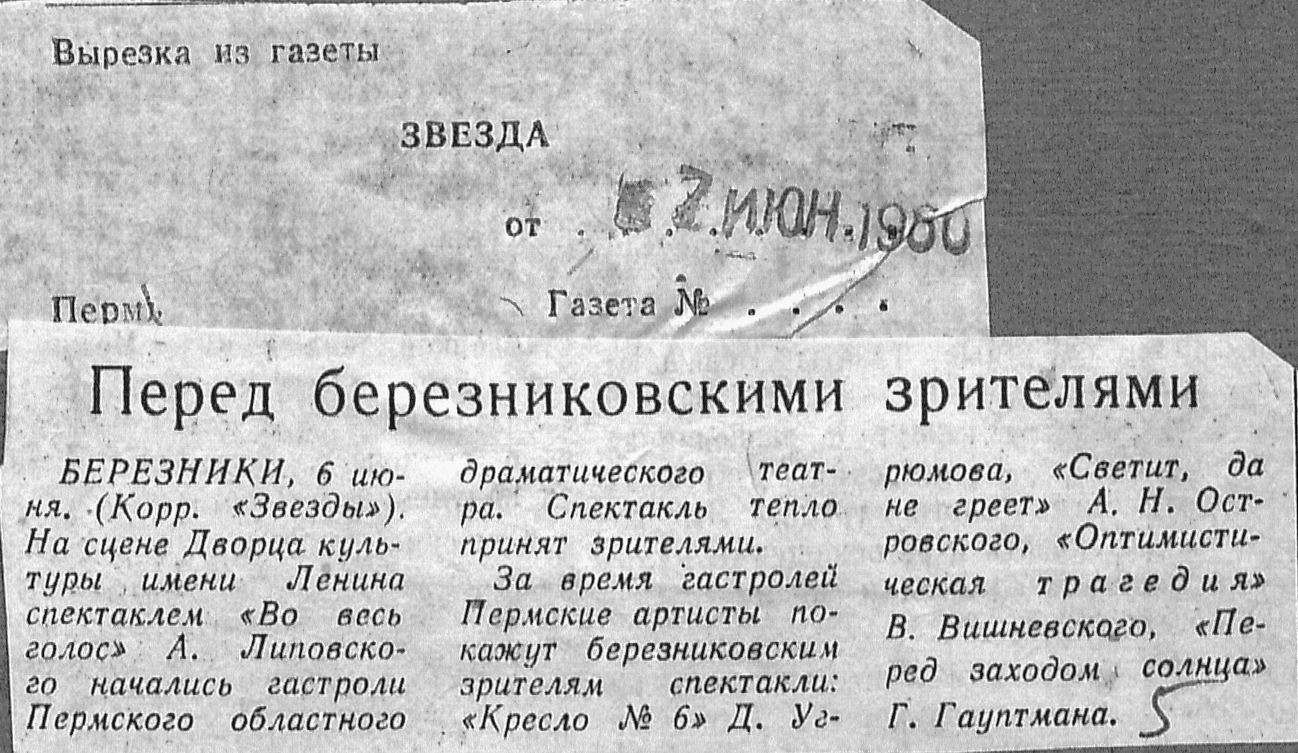 Вырезка из газеты
ЗВЕЗДА
от . 7 ИЮН. 1960
Пермь
Газета № . . . .
Перед березниковскими зрителями
БЕРЕЗНИКИ, 6 ию-
ня. (Корр. «Звезды»).
На сцене Дворца куль-
туры имени Ленина
спектаклем «Во весь
голос» А. Липовско-
го начались гастроли
Пермского областного
драматического теат-
ра. Спектакль тепло
принят зрителями.
За время гастролей
Пермские артисты по-
кажут березниковским
зрителям спектакли:
«Кресло № 6» Д. Уг-
рюмова, «Светит, да
не греет» А. Н. Ост-
ровского, «Оптимисти-
ческая трагедия»
В. Вишневского, «Пе-
ред заходом солнца»
Г. Гауптмана.